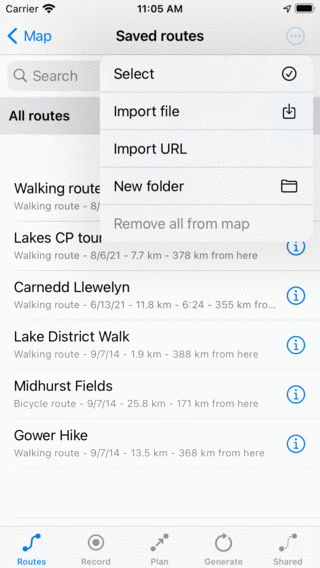 Carrier 11:05 AM
Map Saved routes
Search
All routes
Select
Import file
Import URL
New folder
Remove all from map
Walking route
Walking route - 8/
Lakes CP tour
Walking route - 8/6/21 - 7.7 km - 378 km from here
Carnedd Llewelyn
Walking route - 6/13/21 - 11.8 km - 6:24 - 355 km fro...
Lake District Walk
Walking route - 9/7/14 - 1.9 km - 388 km from here
Midhurst Fields
Bicycle route - 9/7/14 - 25.8 km - 171 km from here
Gower Hike
Walking route - 9/7/14 - 13.5 km - 368 km from here
Routes Record Plan Generate Shared